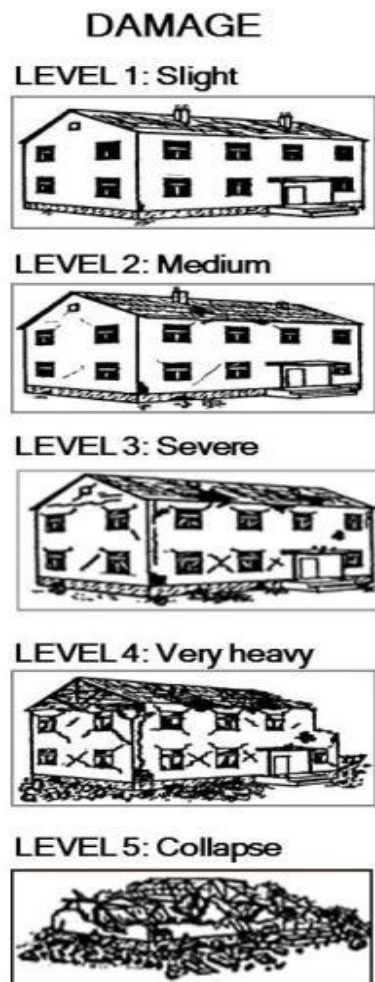 DAMAGE
LEVEL 1: Slight
LEVEL 2: Medium
LEVEL 3: Severe
LEVEL 4: Very heavy
LEVEL 5: Collapse